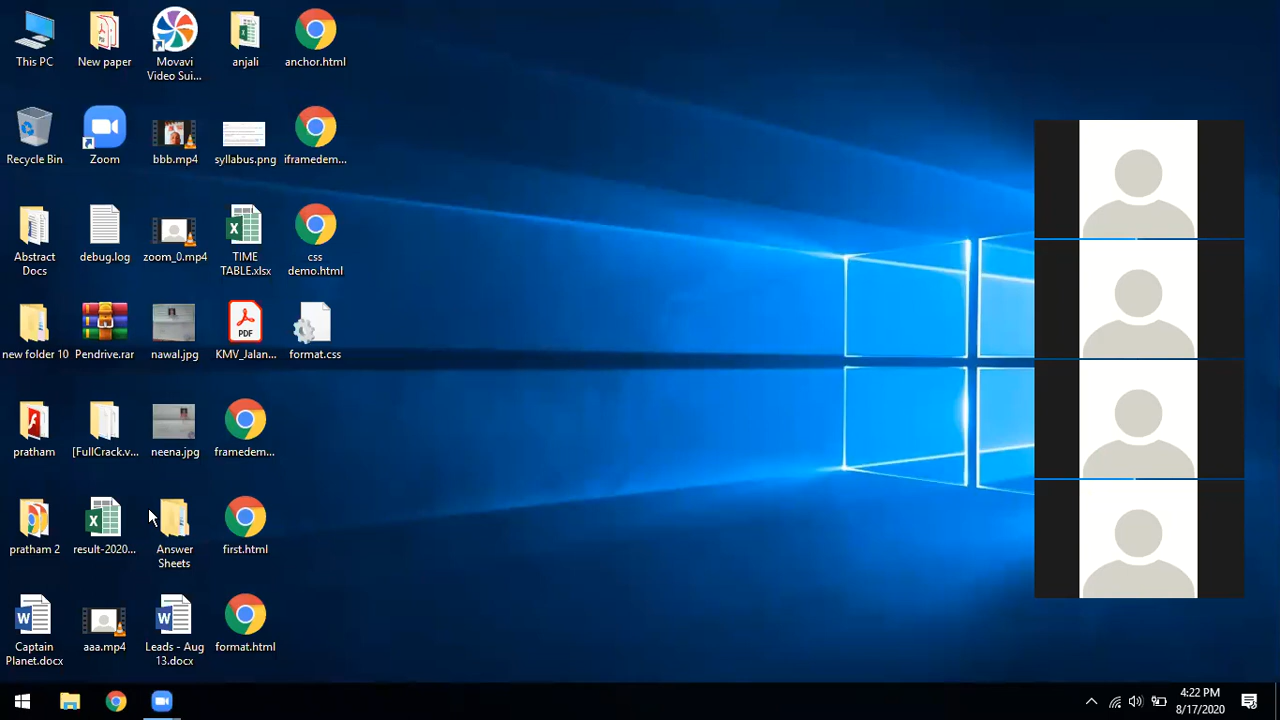 This PC
New paper
Movavi
Video Sui...
anjali
anchor.html
Recycle Bin
Zoom
bbb.mp4
syllabus.png
iframedem...
Abstract
Docs
debug.log
zoom_0.mp4
TIME
TABLE.xlsx
css
demo.html
new folder 10
Pendrive.rar
nawal.jpg
PDF
KMV_Jalan...
format.css
pratham
[FullCrack.v...
neena.jpg
framedem...
pratham 2
result-2020...
Answer
Sheets
first.html
Captain
Planet.docx
aaa.mp4
Leads - Aug
13.docx
format.html
4:22 PM
8/17/2020